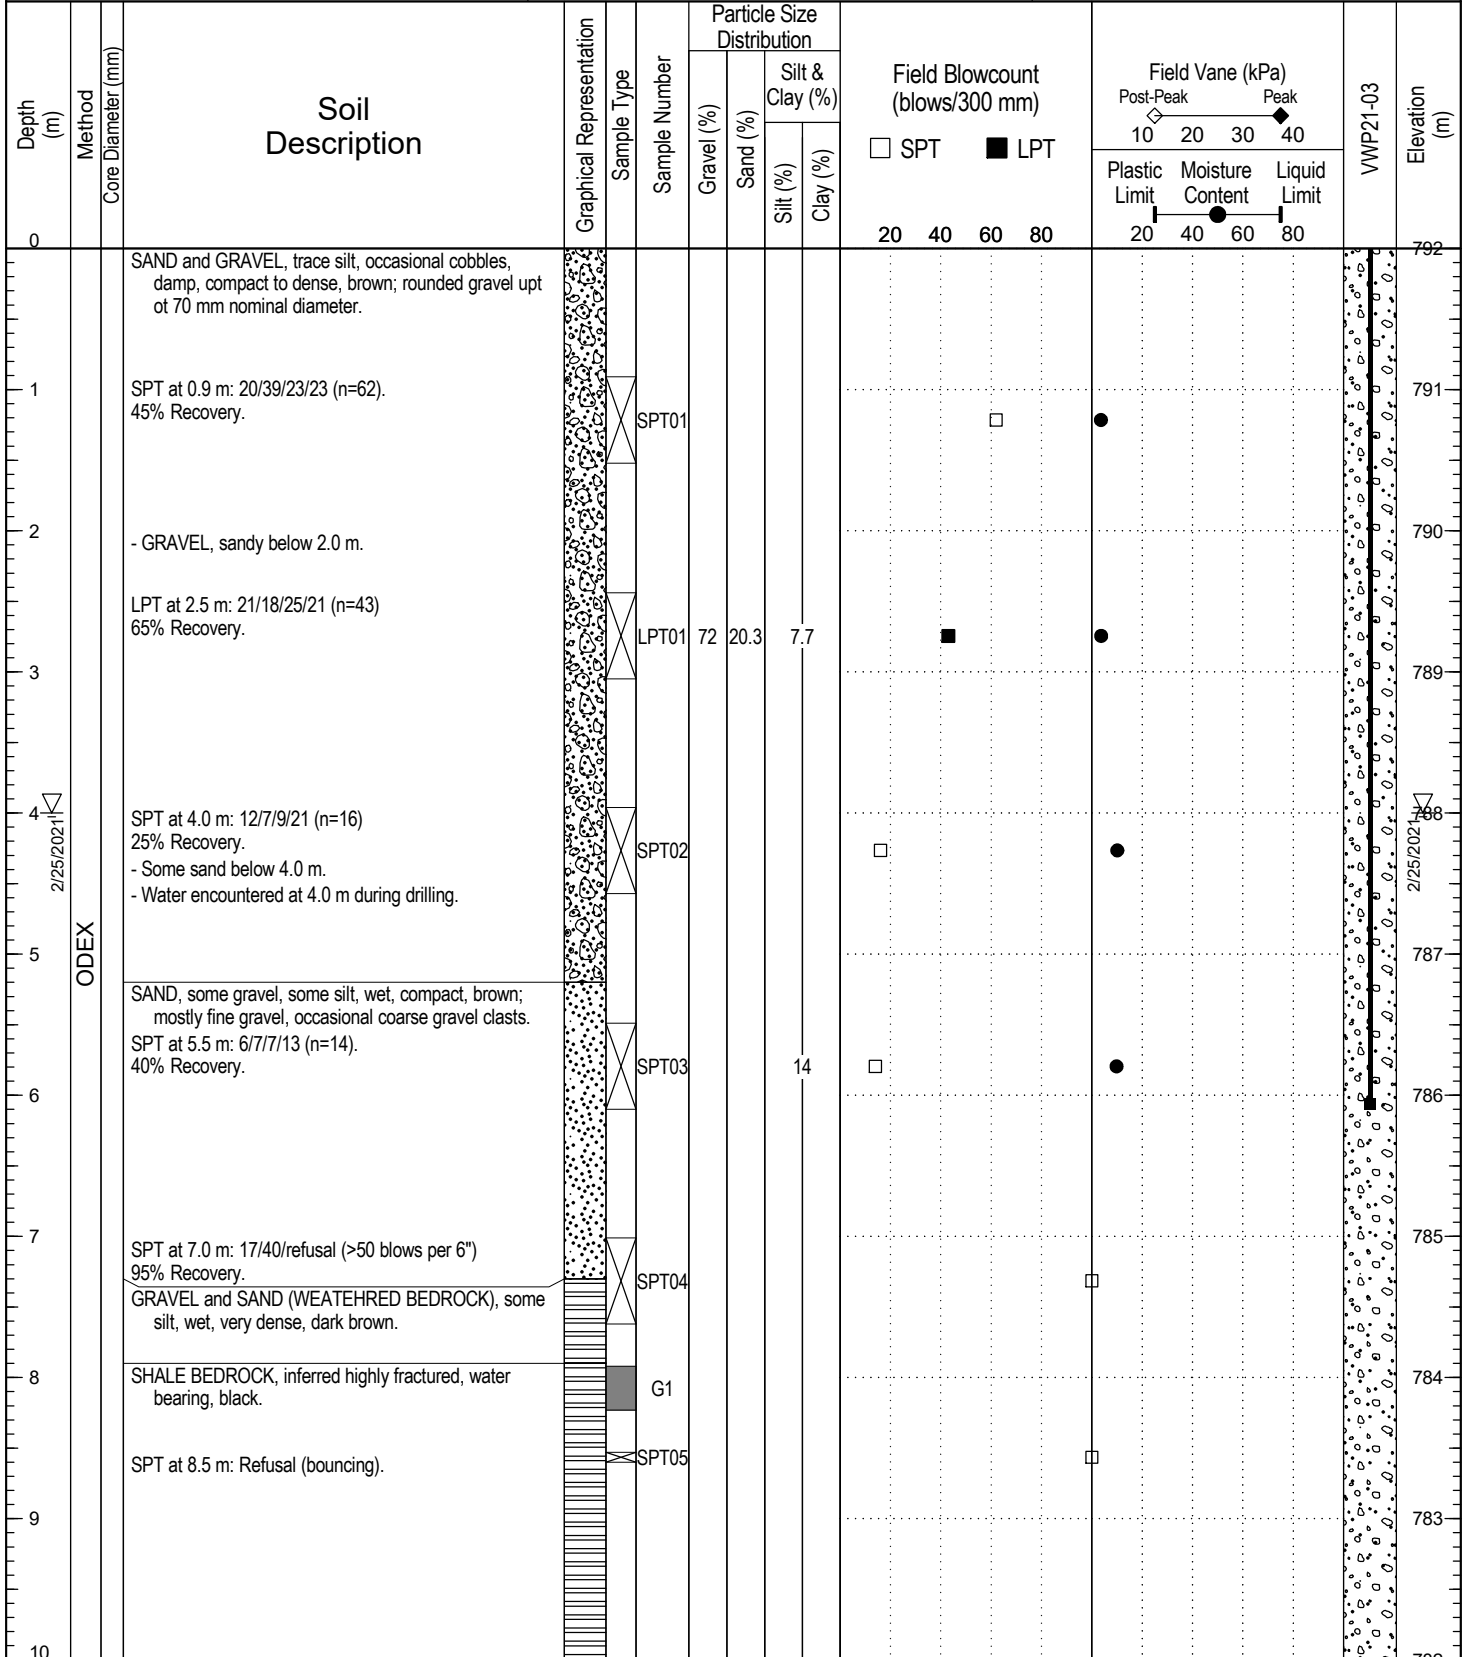 Depth
(m)
Method
Core Diameter (mm)
Soil
Description
Graphical Representation
Sample Type
Sample Number
Particle Size
Distribution
Gravel (%)
Sand (%)
Silt &
Clay (%)
Silt (%)
Clay (%)
Field Blowcount
(blows/300 mm)
SPT LPT
20 40 60 80
Field Vane (kPa)
Post-Peak Peak
10 20 30 40
Plastic Moisture Liquid
Limit Content Limit
20 40 60 80
VWP21-03
Elevation
(m)
0
792
SAND and GRAVEL, trace silt, occasional cobbles,
damp, compact to dense, brown; rounded gravel upt
ot 70 mm nominal diameter.
1
SPT at 0.9 m: 20/39/23/23 (n=62).
791
45% Recovery.
SPT01
2
790
- GRAVEL, sandy below 2.0 m.
LPT at 2.5 m: 21/18/25/21 (n=43)
65% Recovery.
LPT01 72 20.3 7.7
3
789
4
SPT at 4.0 m: 12/7/9/21 (n=16)
788
25% Recovery.
SPT02
2/25/2021
2/25/2021
- Some sand below 4.0 m.
- Water encountered at 4.0 m during drilling.
ODEX
5
787
SAND, some gravel, some silt, wet, compact, brown;
mostly fine gravel, occasional coarse gravel clasts.
SPT at 5.5 m: 6/7/7/13 (n=14).
40% Recovery.
SPT03 14
6
786
7
785
SPT at 7.0 m: 17/40/refusal (>50 blows per 6")
95% Recovery.
SPT04
GRAVEL and SAND (WEATEHRED BEDROCK), some
silt, wet, very dense, dark brown.
8
SHALE BEDROCK, inferred highly fractured, water
784
bearing, black.
G1
SPT at 8.5 m: Refusal (bouncing).
SPT05
9
783
10